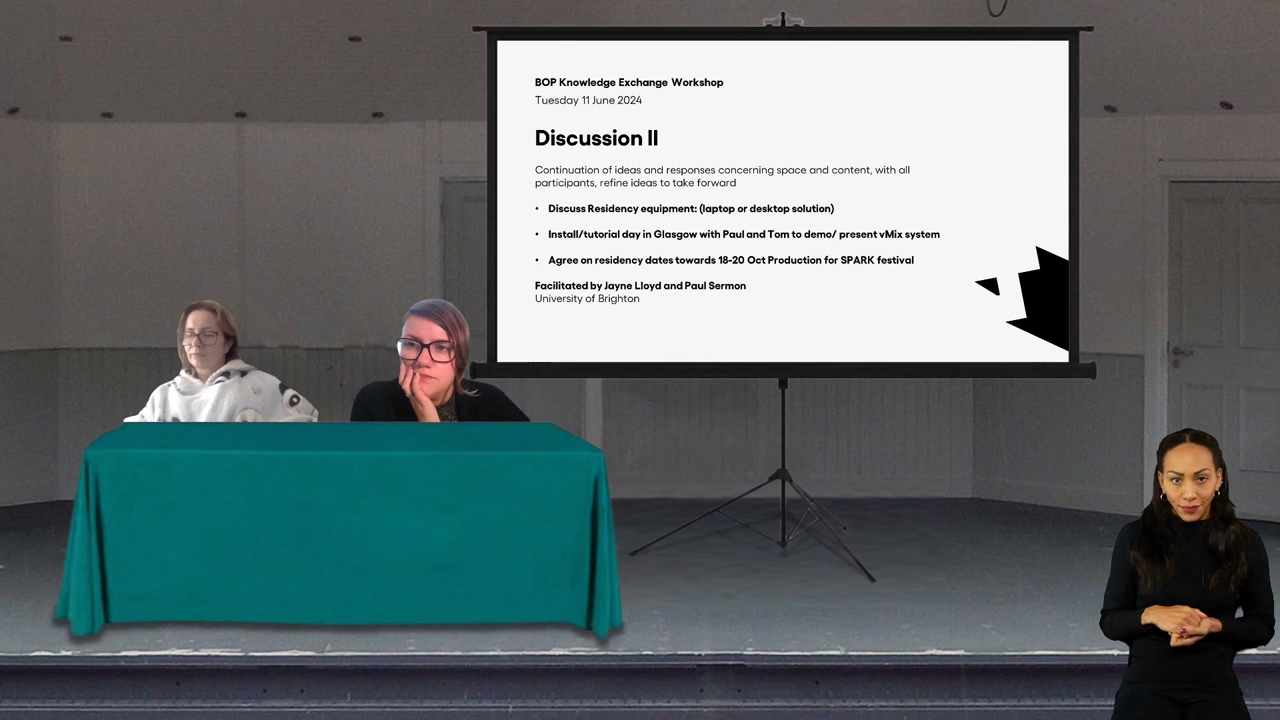 BOP Knowledge Exchange Workshop
Tuesday 11 June 2024
Discussion II
Continuation of ideas and responses concerning space and content, with all
participants, refine ideas to take forward
• Discuss Residency equipment: (laptop or desktop solution)
• Install/tutorial day in Glasgow with Paul and Tom to demo/ present vMix system
• Agree on residency dates towards 18-20 Oct Production for SPARK festival
Facilitated by Jayne Lloyd and Paul Sermon
University of Brighton